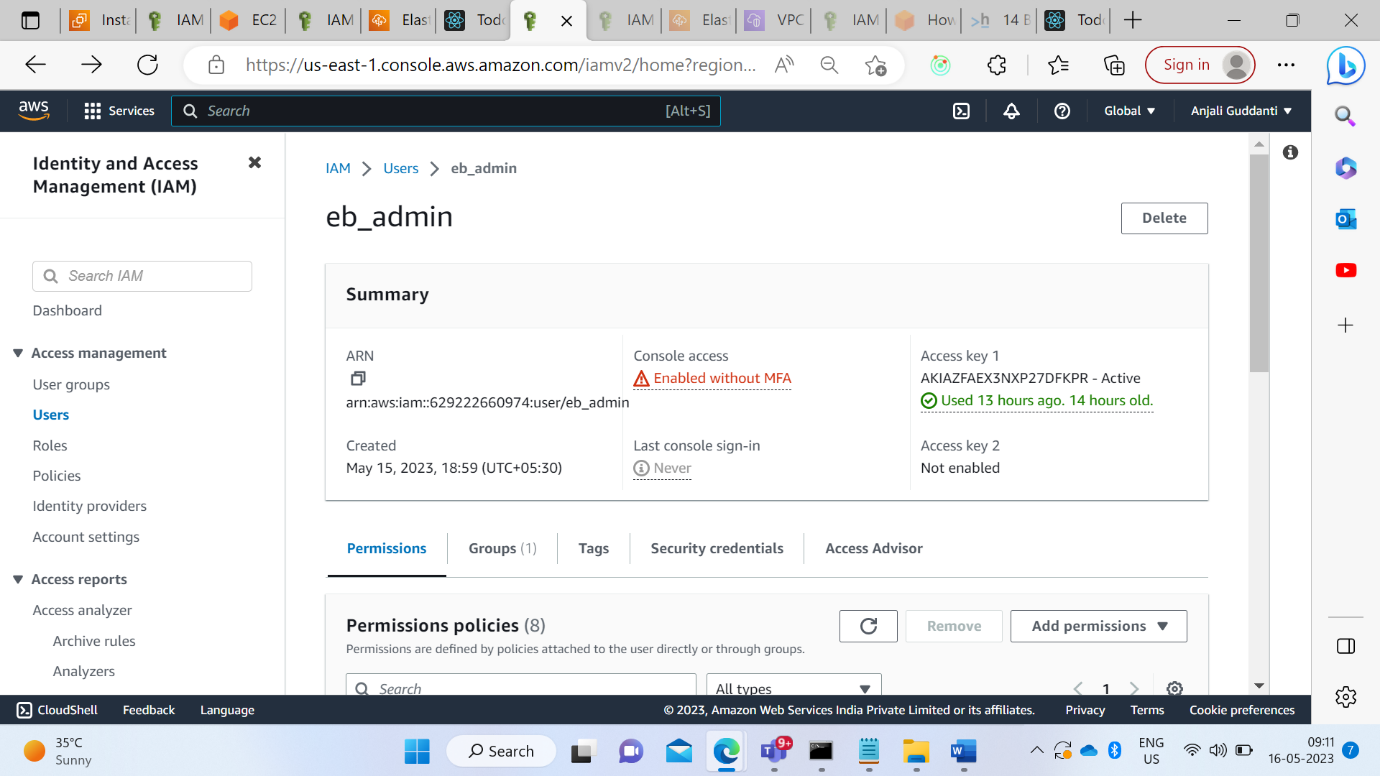 Insta
IAM
EC2
IAM
Elast
Todo
IAM
Elast
VPC
IAM
How
14 B
Tod
https://us-east-1.console.aws.amazon.com/iamv2/home?region...
Sign in
aws
Services
Search
[Alt+S]
Global
Anjali Guddanti
Identity and Access
Management (IAM)
Search IAM
Dashboard
Access management
User groups
Users
Roles
Policies
Identity providers
Account settings
Access reports
Access analyzer
Archive rules
Analyzers
IAM
Users
eb_admin
eb_admin
Delete
Summary
ARN
arn:aws:iam::629222660974:user/eb_admin
Console access
Enabled without MFA
Access key 1
AKIAZFAEX3NXP27DFKPR - Active
Used 13 hours ago. 14 hours old.
Created
May 15, 2023, 18:59 (UTC+05:30)
Last console sign-in
Never
Access key 2
Not enabled
Permissions
Groups (1)
Tags
Security credentials
Access Advisor
Permissions policies (8)
Permissions are defined by policies attached to the user directly or through groups.
Remove
Add permissions
Search
All types
1
CloudShell
Feedback
Language
© 2023, Amazon Web Services India Private Limited or its affiliates.
Privacy
Terms
Cookie preferences
35°C
Sunny
Search
9+
ENG
US
09:11
16-05-2023
7